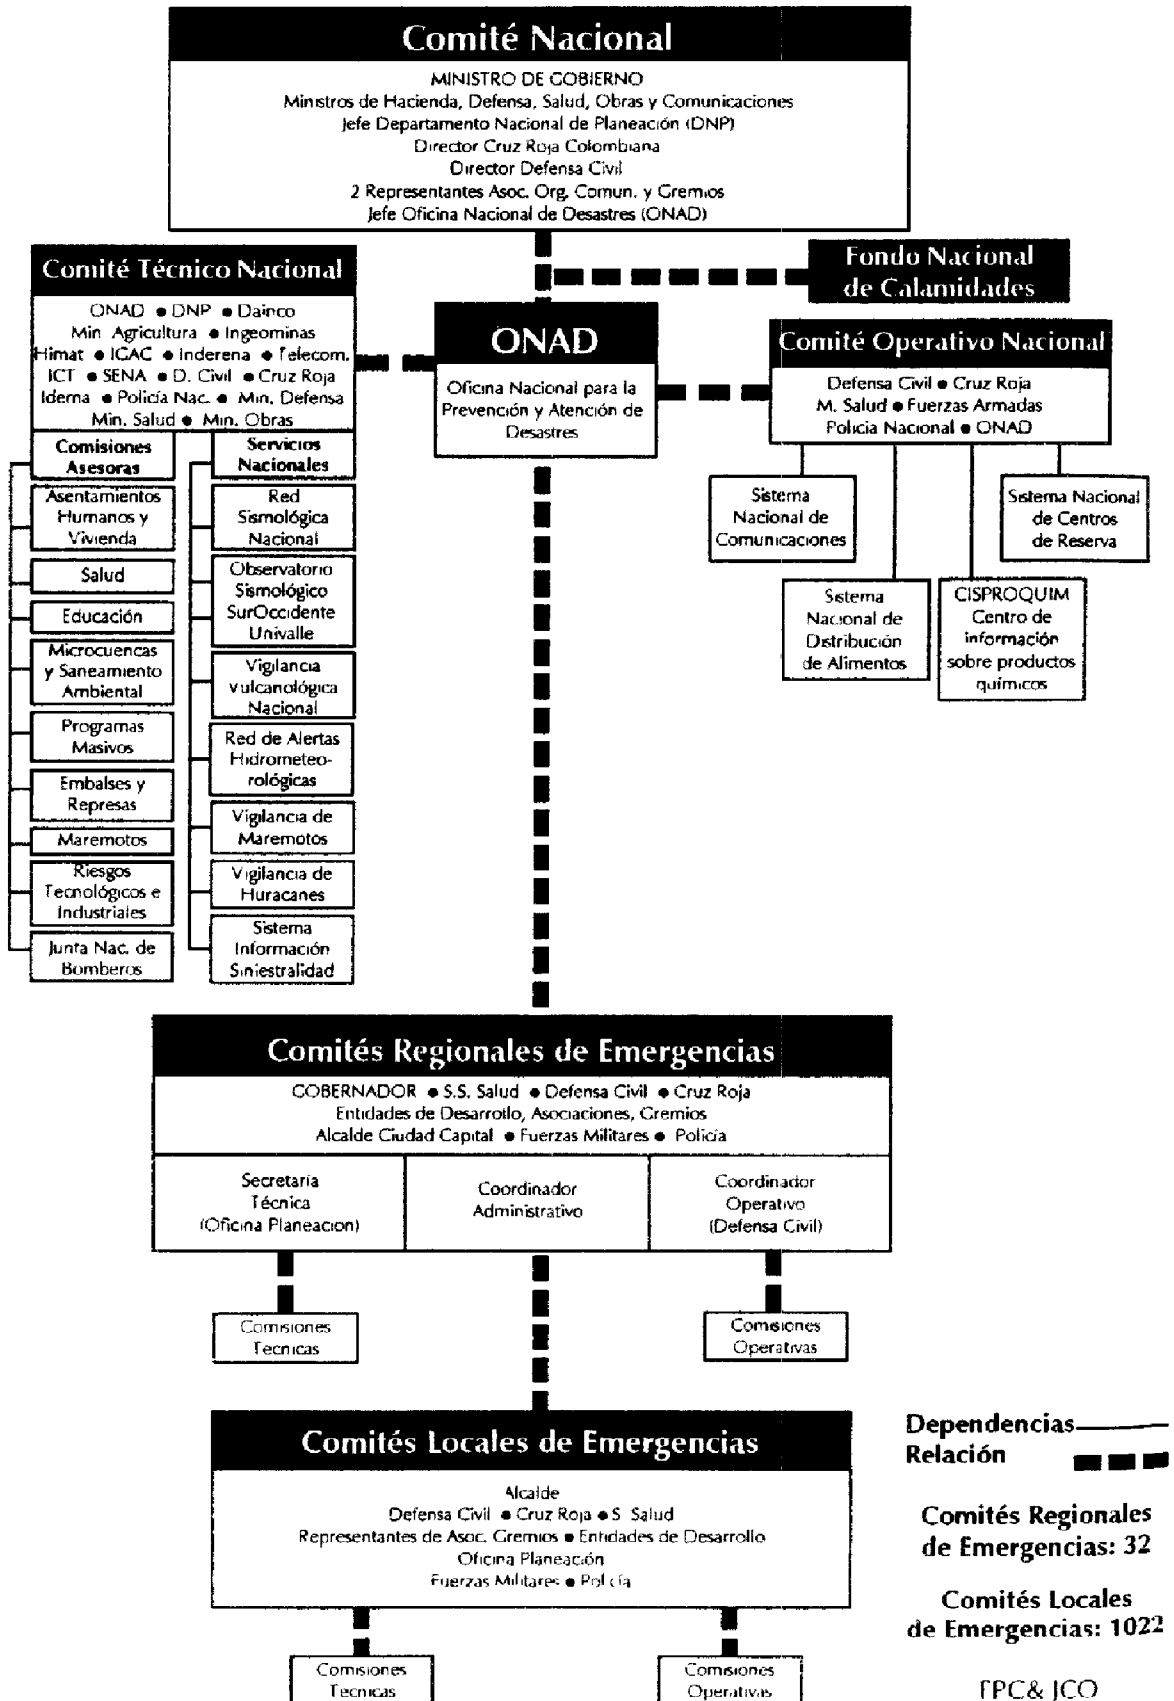 Comité Nacional
MINISTRO DE GOBIERNO
Ministros de Hacienda, Defensa, Salud, Obras y Comunicaciones
Jefe Departamento Nacional de Planeación (DNP)
Director Cruz Roja Colombiana
Director Defensa Civil
2 Representantes Asoc. Org. Comun. y Gremios
Jefe Oficina Nacional de Desastres (ONAD)
Fondo Nacional
de Calamidades
Comité Técnico Nacional
ONAD ● DNP ● Dainco
Min. Agricultura ● Ingeominas
Himat ● IGAC ● Inderena ● Telecom.
ICT ● SENA ● D. Civil ● Cruz Roja
Idema ● Policía Nac. ● Min. Defensa
Min. Salud ● Min. Obras
Comisiones
Asesoras
Asentamientos
Humanos y
Vivienda
Salud
Educación
Microcuencas
y Saneamiento
Ambiental
Programas
Masivos
Embalses y
Represas
Maremotos
Riesgos
Tecnológicos e
Industriales
Junta Nac. de
Bomberos
Servicios
Nacionales
Red
Sismológica
Nacional
Observatorio
Sismológico
SurOccidente
Univalle
Vigilancia
Vulcanológica
Nacional
Red de Alertas
Hidrometeo-
rológicas
Vigilancia de
Maremotos
Vigilancia de
Huracanes
Sistema
Información
Siniestralidad
ONAD
Oficina Nacional para la
Prevención y Atención de
Desastres
Comité Operativo Nacional
Defensa Civil ● Cruz Roja
M. Salud ● Fuerzas Armadas
Policía Nacional ● ONAD
Sistema
Nacional de
Comunicaciones
Sistema Nacional
de Centros
de Reserva
Sistema
Nacional de
Distribución
de Alimentos
CISPROQUIM
Centro de
información
sobre productos
químicos
Comités Regionales de Emergencias
GOBERNADOR ● S.S. Salud ● Defensa Civil ● Cruz Roja
Entidades de Desarrollo, Asociaciones, Gremios
Alcalde Ciudad Capital ● Fuerzas Militares ● Policía
Secretaría
Técnica
(Oficina Planeacion)
Coordinador
Administrativo
Coordinador
Operativo
(Defensa Civil)
Comisiones
Tecnicas
Comisiones
Operativas
Comités Locales de Emergencias
Alcalde
Defensa Civil ● Cruz Roja ● S. Salud
Representantes de Asoc. Gremios ● Entidades de Desarrollo
Oficina Planeación
Fuerzas Militares ● Policía
Comisiones
Tecnicas
Comisiones
Operativas
Dependencias
Relación
Comités Regionales
de Emergencias: 32
Comités Locales
de Emergencias: 1022
TPC& JCO